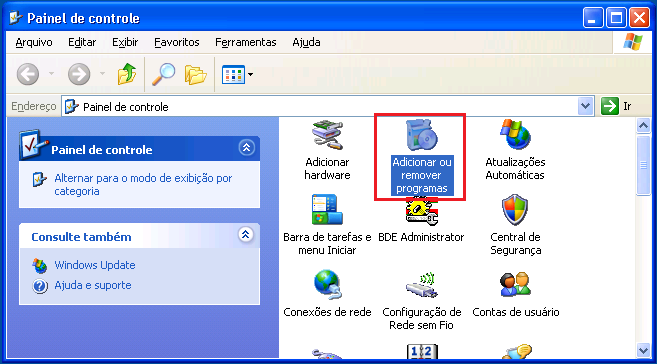 Painel de controle
Arquivo Editar Exibir Favoritos Ferramentas Ajuda
Endereço Painel de controle Ir
Painel de controle
Alternar para o modo de exibição por
categoria
Consulte também
Windows Update
Ajuda e suporte
Adicionar
hardware
Adicionar ou
remover
programas
Atualizações
Automáticas
Barra de tarefas e
menu Iniciar
BDE Administrator
Central de
Segurança
Conexões de rede
Configuração de
Rede sem Fio
Contas de usuário